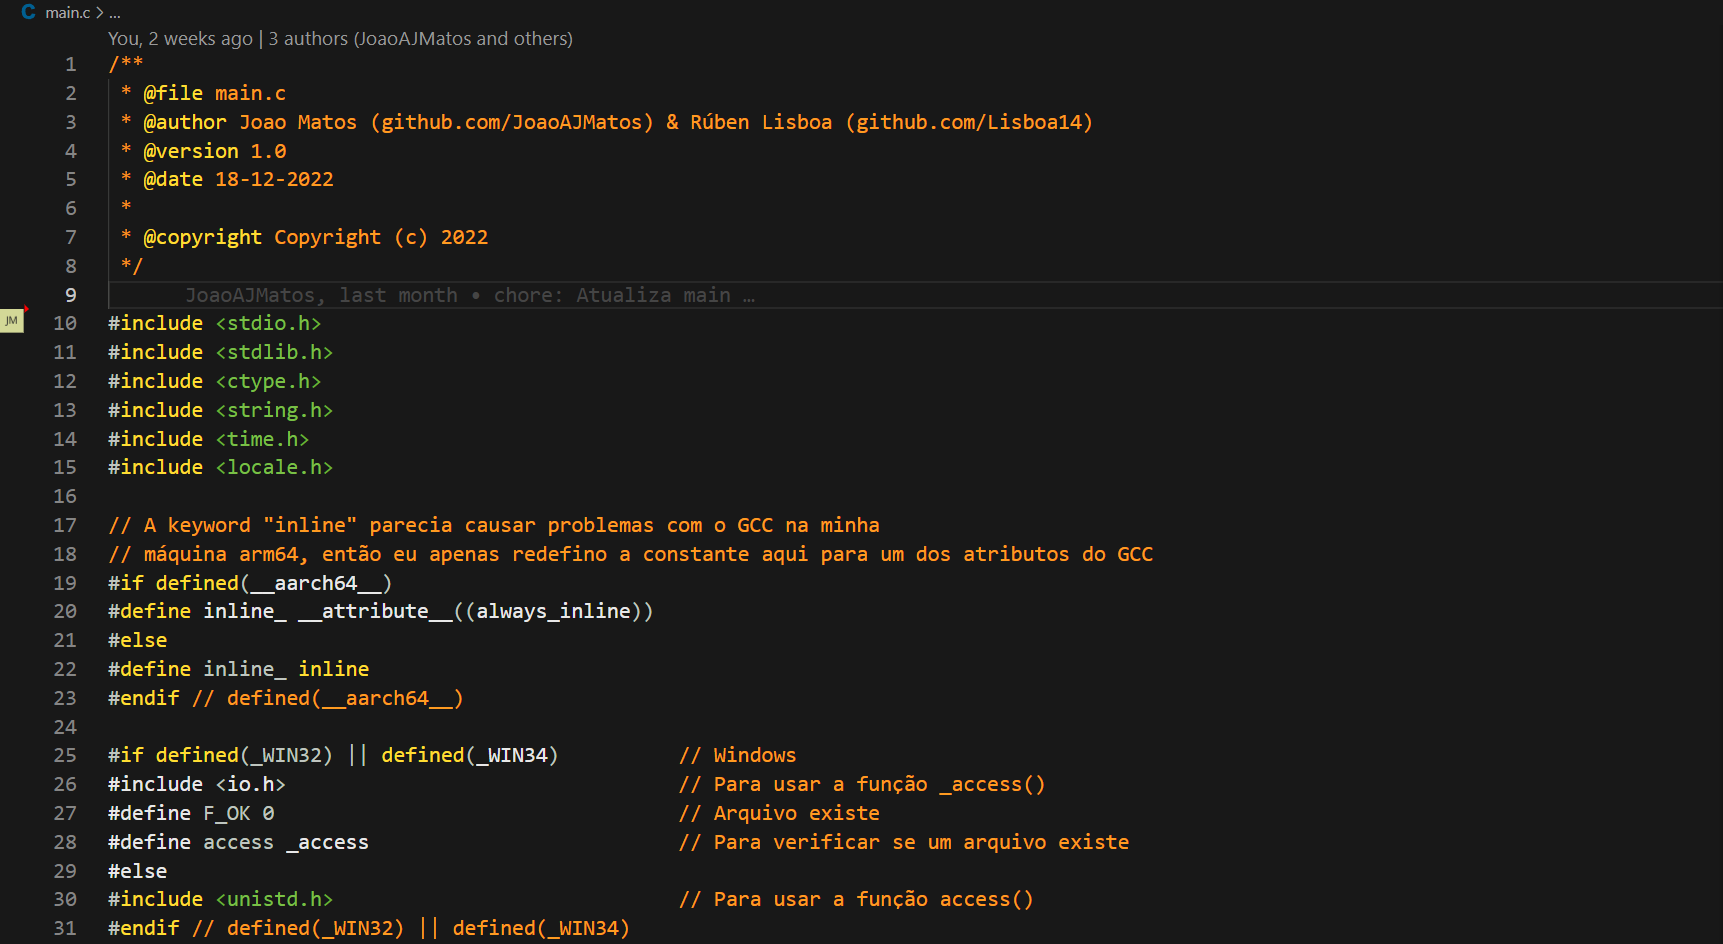 C main.c > ...
You, 2 weeks ago | 3 authors (JoaoAJMatos and others)
1 /**
2  * @file main.c
3  * @author Joao Matos (github.com/JoaoAJMatos) & Rúben Lisboa (github.com/Lisboa14)
4  * @version 1.0
5  * @date 18-12-2022
6  *
7  * @copyright Copyright (c) 2022
8  */
9 JoaoAJMatos, last month • chore: Atualiza main …
JM
10 #include <stdio.h>
11 #include <stdlib.h>
12 #include <ctype.h>
13 #include <string.h>
14 #include <time.h>
15 #include <locale.h>
16
17 // A keyword "inline" parecia causar problemas com o GCC na minha
18 // máquina arm64, então eu apenas redefino a constante aqui para um dos atributos do GCC
19 #if defined(__aarch64__)
20 #define inline_ __attribute__((always_inline))
21 #else
22 #define inline_ inline
23 #endif // defined(__aarch64__)
24
25 #if defined(_WIN32) || defined(_WIN34) // Windows
26 #include <io.h> // Para usar a função _access()
27 #define F_OK 0 // Arquivo existe
28 #define access _access // Para verificar se um arquivo existe
29 #else
30 #include <unistd.h> // Para usar a função access()
31 #endif // defined(_WIN32) || defined(_WIN34)